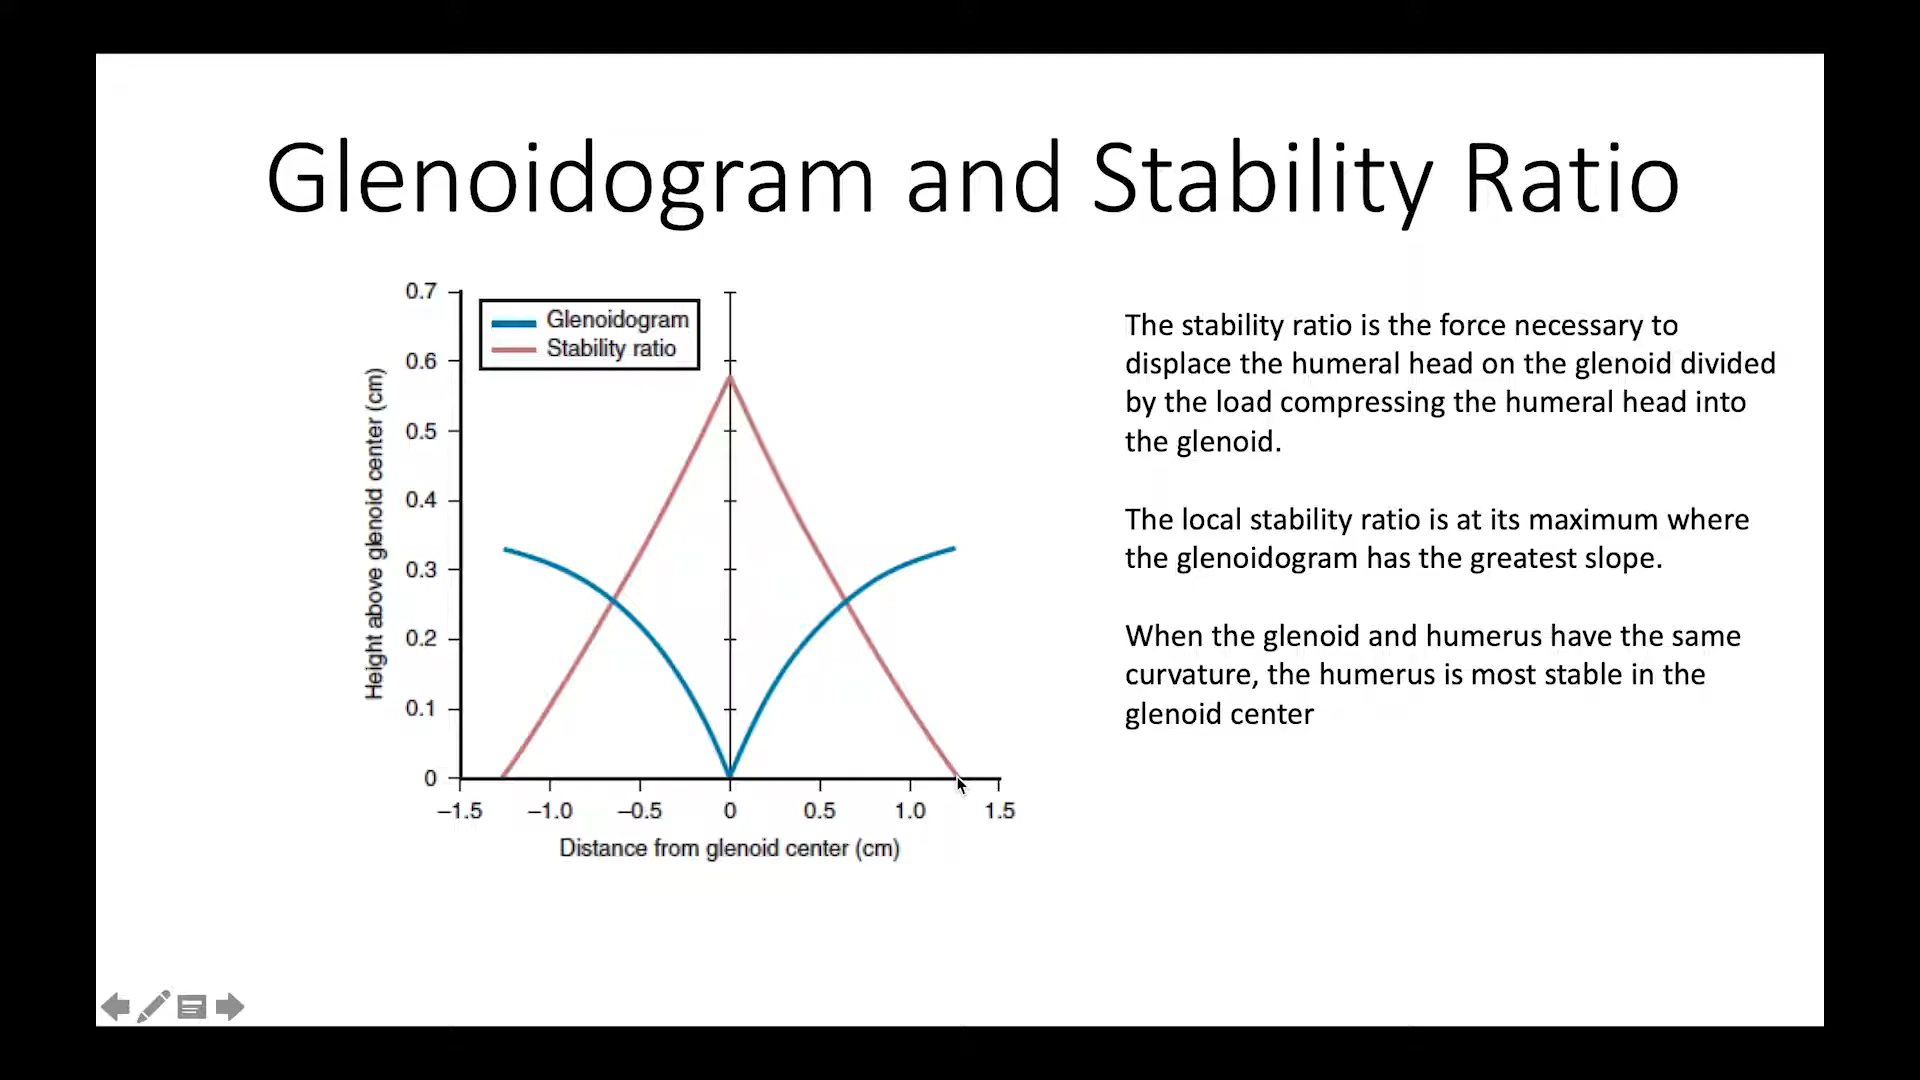 Glenoidogram and Stability Ratio
0.7
0.6
0.5
0.4
0.3
0.2
0.1
0
Height above glenoid center (cm)
Glenoidogram
Stability ratio
–1.5 –1.0 –0.5 0 0.5 1.0 1.5
Distance from glenoid center (cm)
The stability ratio is the force necessary to
displace the humeral head on the glenoid divided
by the load compressing the humeral head into
the glenoid.
The local stability ratio is at its maximum where
the glenoidogram has the greatest slope.
When the glenoid and humerus have the same
curvature, the humerus is most stable in the
glenoid center